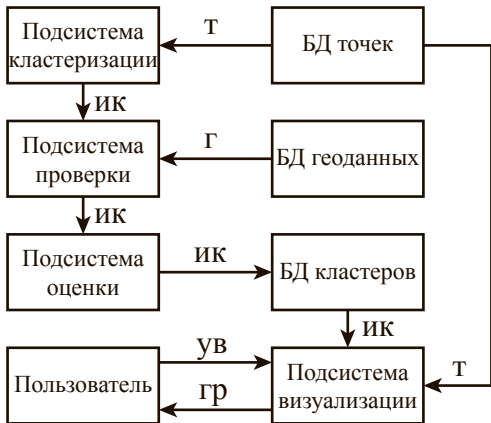 Подсистема
кластеризации
т
БД точек
ик
Подсистема
проверки
г
БД геоданных
ик
Подсистема
оценки
ик
БД кластеров
ик
Пользователь
ув
гр
Подсистема
визуализации
т